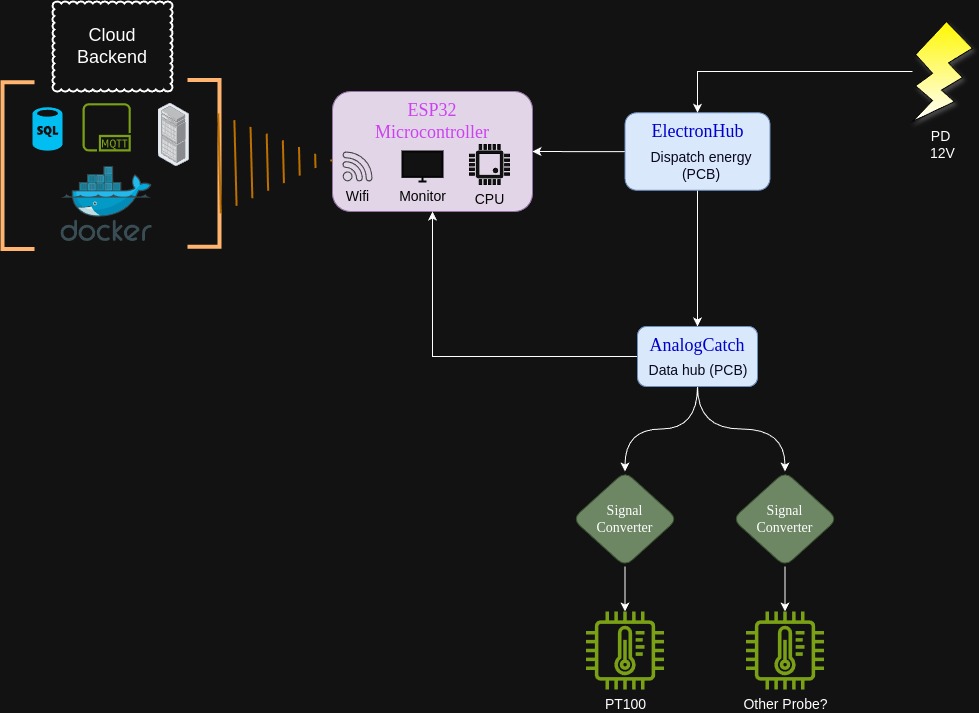 Cloud
Backend
SQL
MQTT
docker
ESP32
Microcontroller
Wifi
Monitor
CPU
ElectronHub
Dispatch energy
(PCB)
PD
12V
AnalogCatch
Data hub (PCB)
Signal
Converter
Signal
Converter
PT100
Other Probe?